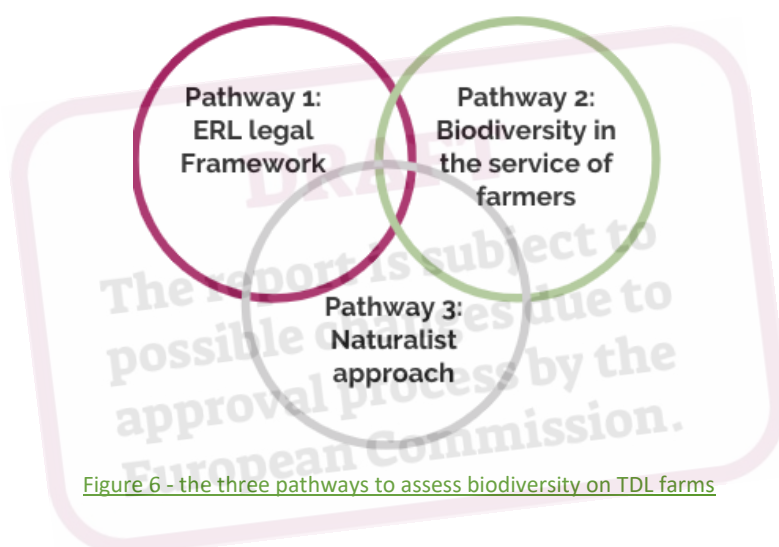 Pathway 1:
ERL legal
Framework
Pathway 2:
Biodiversity in
the service of
farmers
DRAFT
The report is subject to
possible changes due to
approval process by the
European Commission.
Pathway 3:
Naturalist
approach
Figure 6 - the three pathways to assess biodiversity on TDL farms